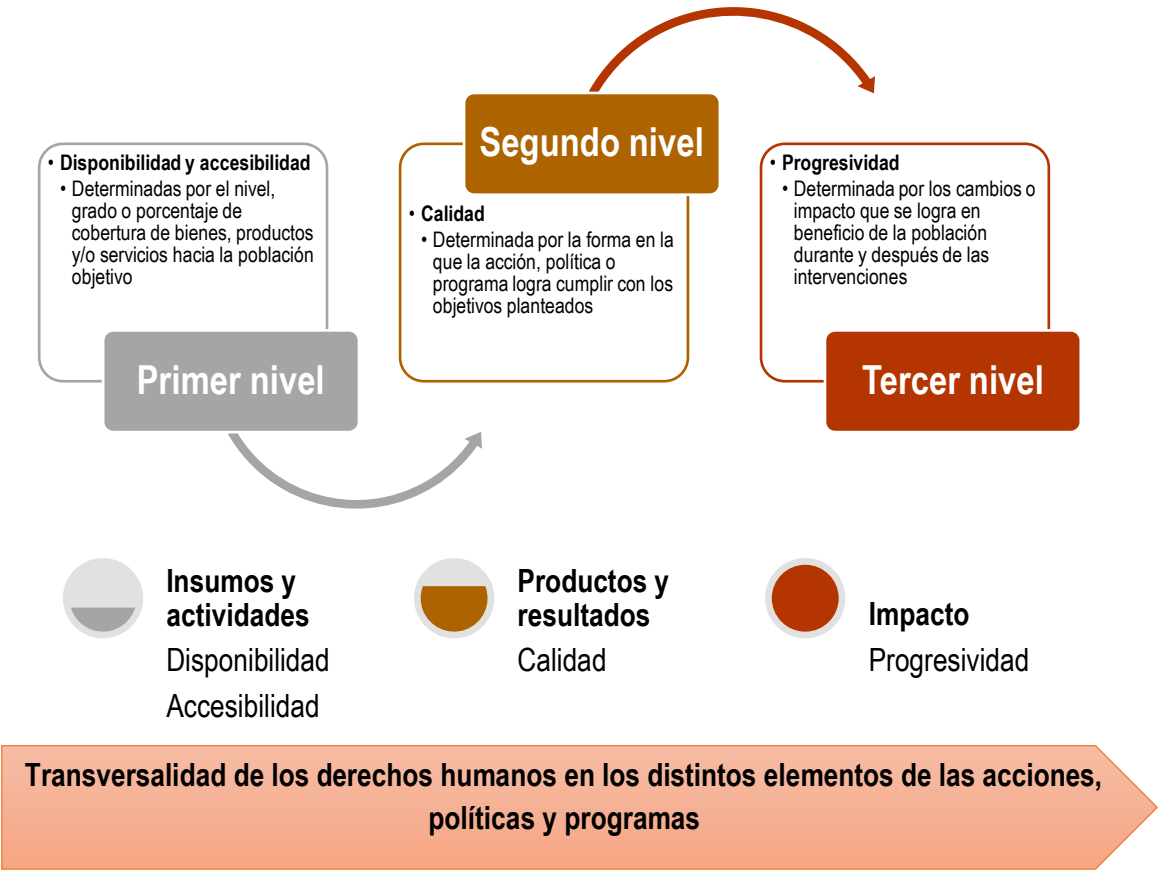 • Disponibilidad y accesibilidad
• Determinadas por el nivel,
grado o porcentaje de
cobertura de bienes, productos
y/o servicios hacia la población
objetivo
Primer nivel
Segundo nivel
• Calidad
• Determinada por la forma en la
que la acción, política o
programa logra cumplir con los
objetivos planteados
• Progresividad
• Determinada por los cambios o
impacto que se logra en
beneficio de la población
durante y después de las
intervenciones
Tercer nivel
Insumos y
actividades
Disponibilidad
Accesibilidad
Productos y
resultados
Calidad
Impacto
Progresividad
Transversalidad de los derechos humanos en los distintos elementos de las acciones,
políticas y programas